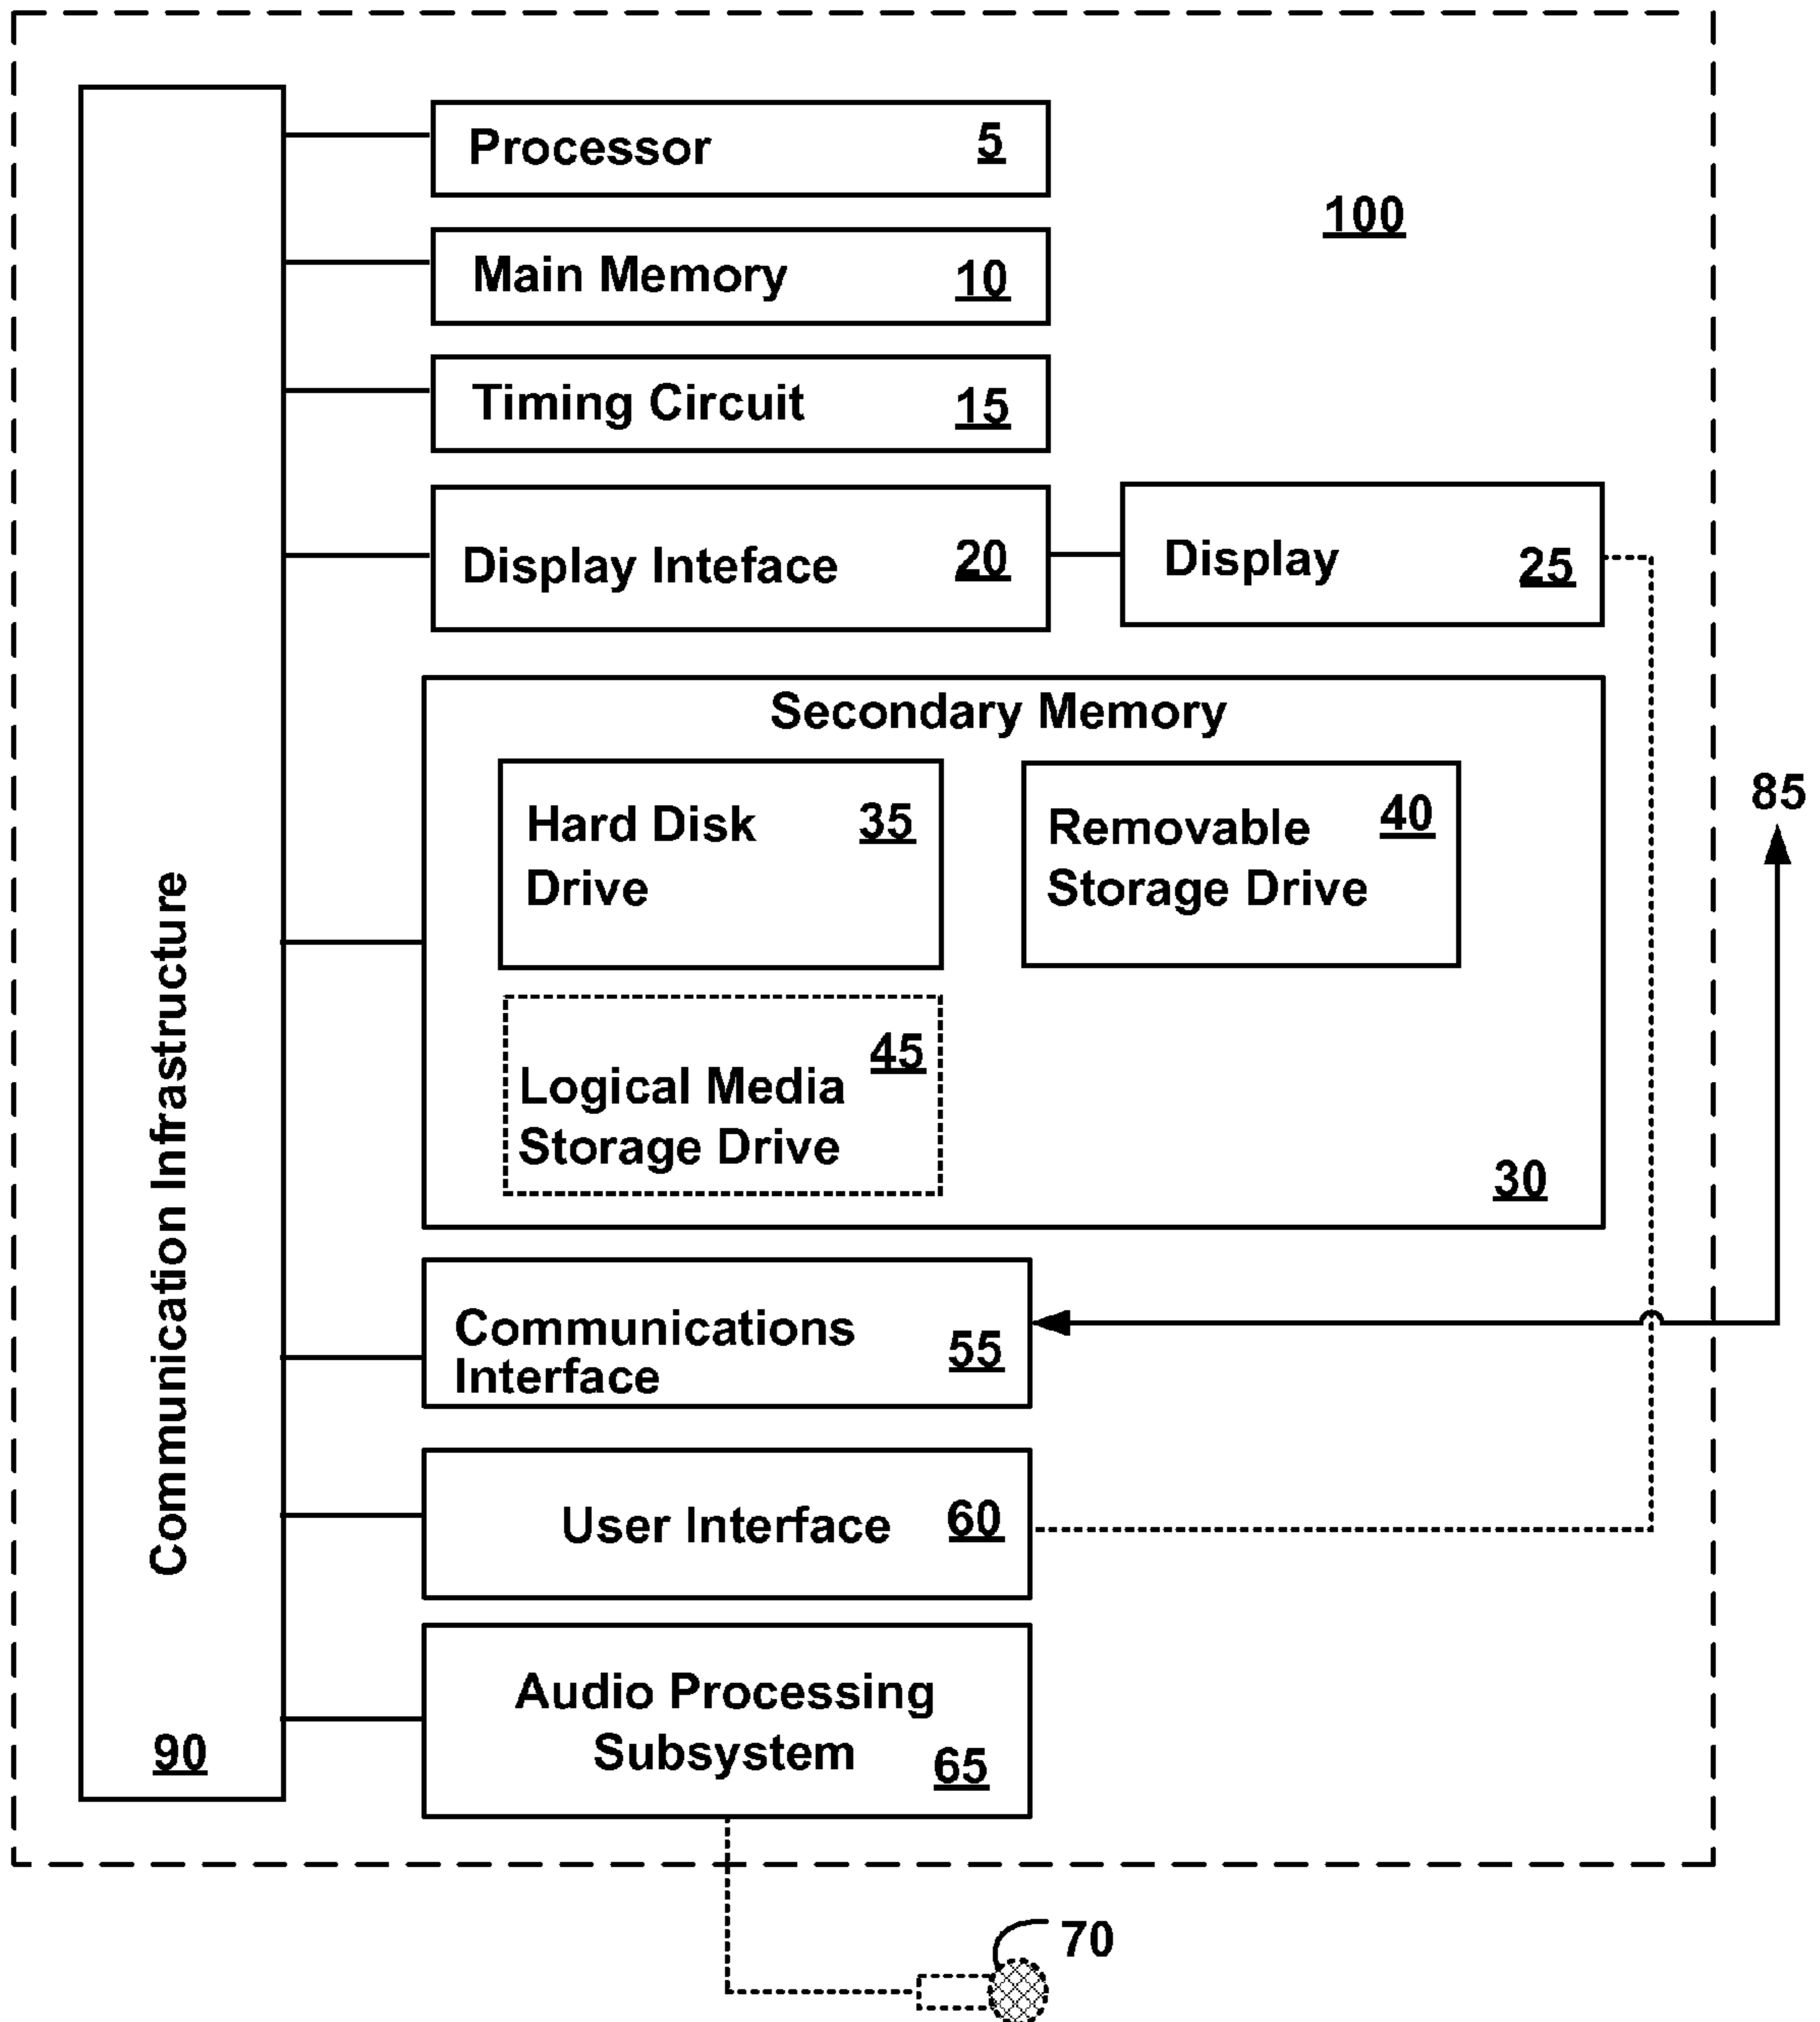 Processor 5
100
Main Memory 10
Timing Circuit 15
Display Inteface 20
Display 25
Secondary Memory
Hard Disk 35
Drive
Removable 40
Storage Drive
85
45
Logical Media
Storage Drive
30
Communication Infrastructure
Communications
Interface 55
User Interface 60
Audio Processing
Subsystem 65
90
70